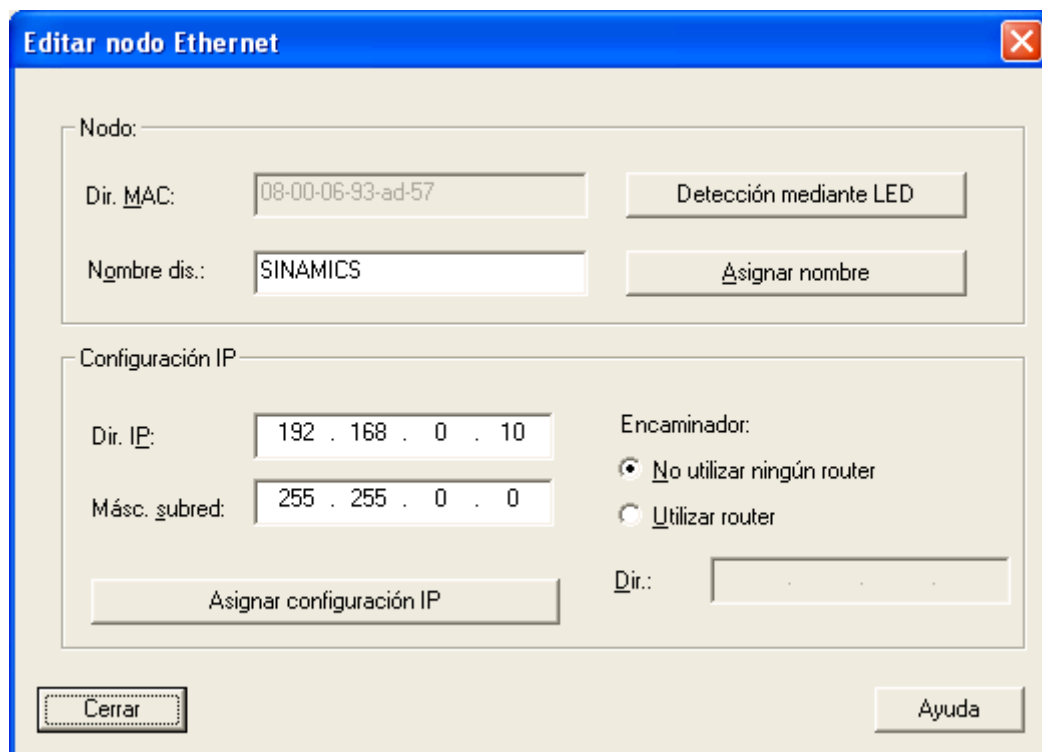 Editar nodo Ethernet
Nodo:
Dir. MAC: 08-00-06-93-ad-57 Detección mediante LED
Nombre dis.: SINAMICS Asignar nombre
Configuración IP
Dir. IP: 192 . 168 . 0 . 10
Másc. subred: 255 . 255 . 0 . 0
Asignar configuración IP
Encaminador:
No utilizar ningún router
Utilizar router
Dir.: . . .
Cerrar Ayuda